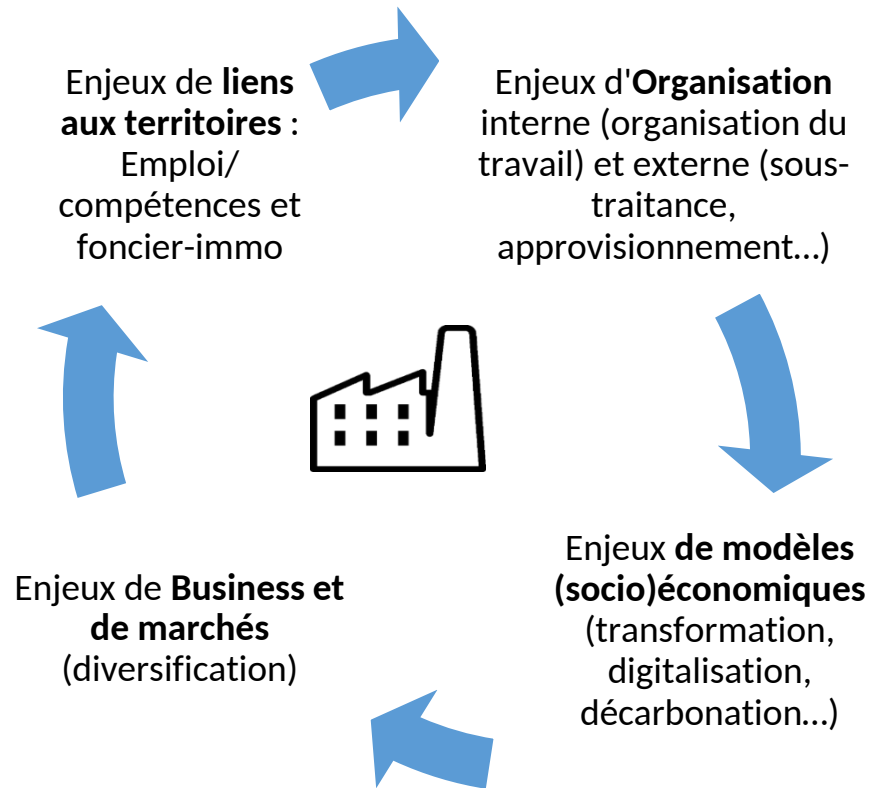 Enjeux de liens
aux territoires :
Emploi/
compétences et
foncier-immo
Enjeux d'Organisation
interne (organisation du
travail) et externe (sous-
traitance,
approvisionnement…)
Enjeux de modèles
(socio)économiques
(transformation,
digitalisation,
décarbonation…)
Enjeux de Business et
de marchés
(diversification)